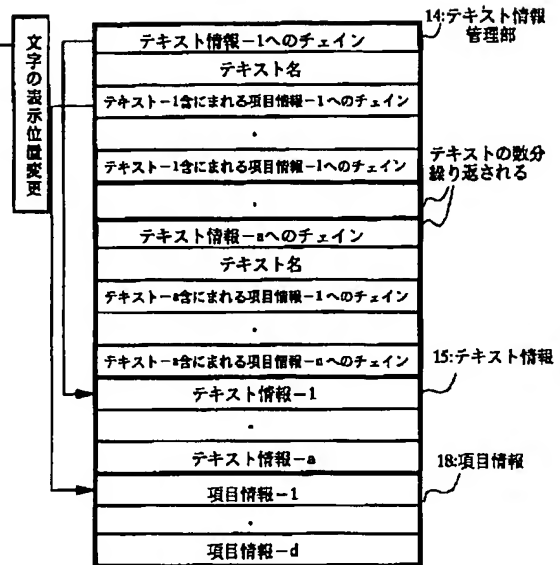 文字の表示位置変更
テキスト情報-1へのチェイン
テキスト名
テキスト-1含にまれる項目情報-1へのチェイン
・
テキスト-1含にまれる項目情報-1へのチェイン
・
テキスト情報-aへのチェイン
テキスト名
テキスト-a含にまれる項目情報-1へのチェイン
・
テキスト-a含にまれる項目情報-αへのチェイン
テキスト情報-1
・
テキスト情報-a
項目情報-1
・
項目情報-d
14:テキスト情報
管理部
テキストの数分
繰り返される
15:テキスト情報
18:項目情報